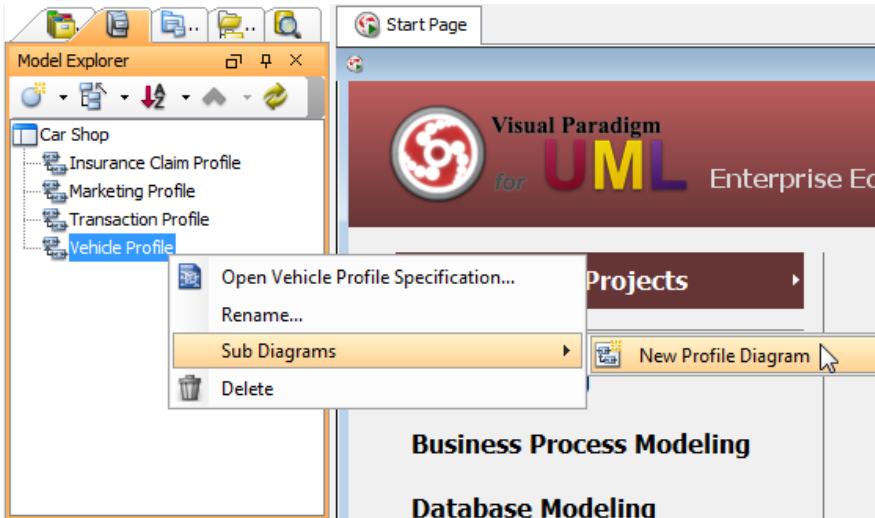 Start Page
Model Explorer
Car Shop
Insurance Claim Profile
Marketing Profile
Transaction Profile
Vehicle Profile
Visual Paradigm
for UML Enterprise
Open Vehicle Profile Specification...
Projects
Rename...
Sub Diagrams
New Profile Diagram
Delete
Business Process Modeling
Database Modeling